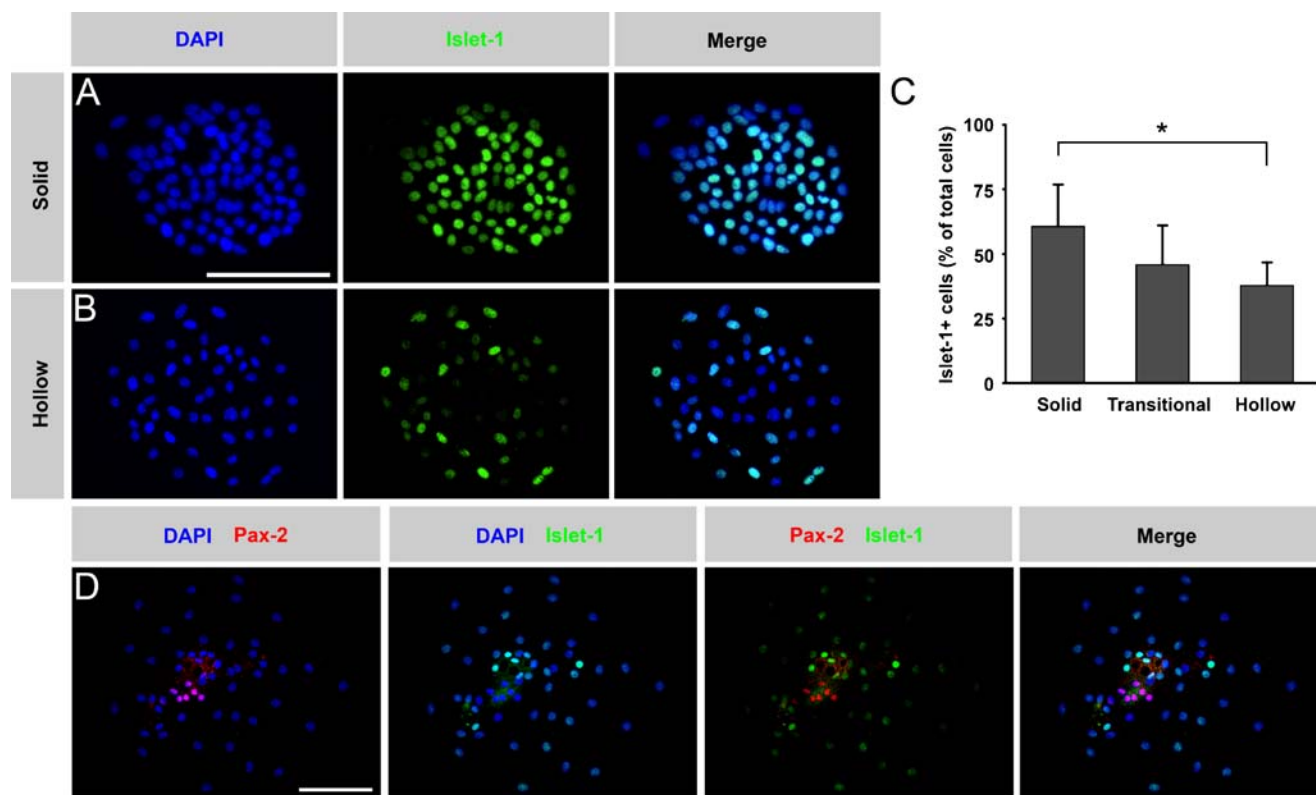 DAPI Islet-1 Merge
Solid
A
Hollow
B
C
Islet-1+ cells (% of total cells)
100
75
50
25
0
*
Solid Transitional Hollow
DAPI Pax-2 DAPI Islet-1 Pax-2 Islet-1 Merge
D